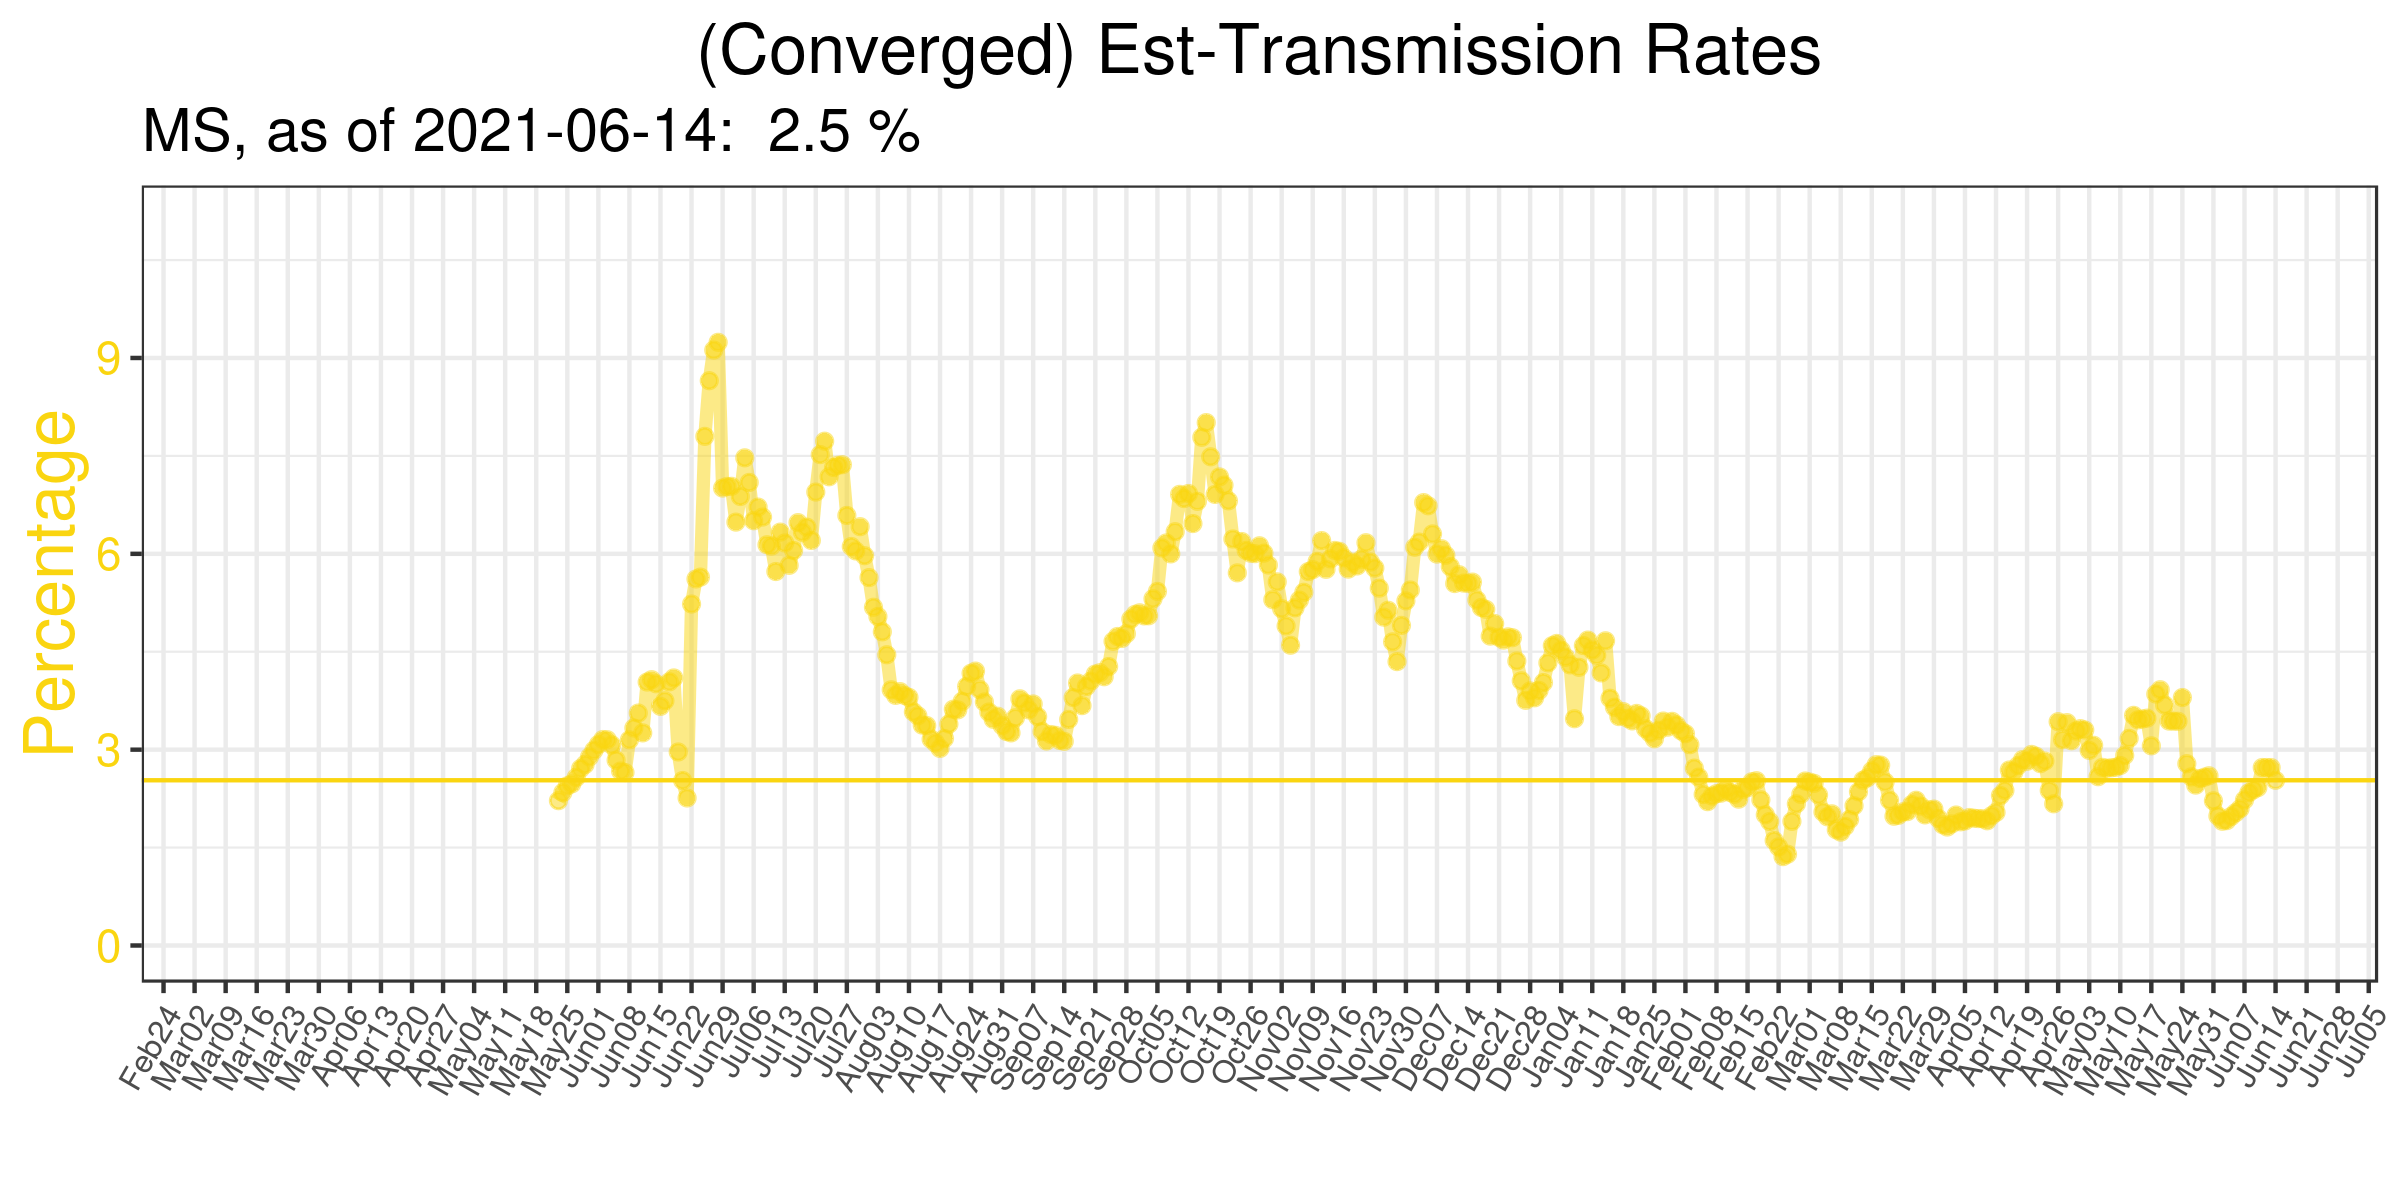 (Converged) Est-Transmission Rates
MS, as of 2021-06-14:  2.5 %
Percentage
9
6
3
0
Feb24
Mar02
Mar09
Mar16
Mar23
Mar30
Apr06
Apr13
Apr20
Apr27
May04
May11
May18
May25
Jun01
Jun08
Jun15
Jun22
Jun29
Jul06
Jul13
Jul20
Jul27
Aug03
Aug10
Aug17
Aug24
Aug31
Sep07
Sep14
Sep21
Sep28
Oct05
Oct12
Oct19
Oct26
Nov02
Nov09
Nov16
Nov23
Nov30
Dec07
Dec14
Dec21
Dec28
Jan04
Jan11
Jan18
Jan25
Feb01
Feb08
Feb15
Feb22
Mar01
Mar08
Mar15
Mar22
Mar29
Apr05
Apr12
Apr19
Apr26
May03
May10
May17
May24
May31
Jun07
Jun14
Jun21
Jun28
Jul05